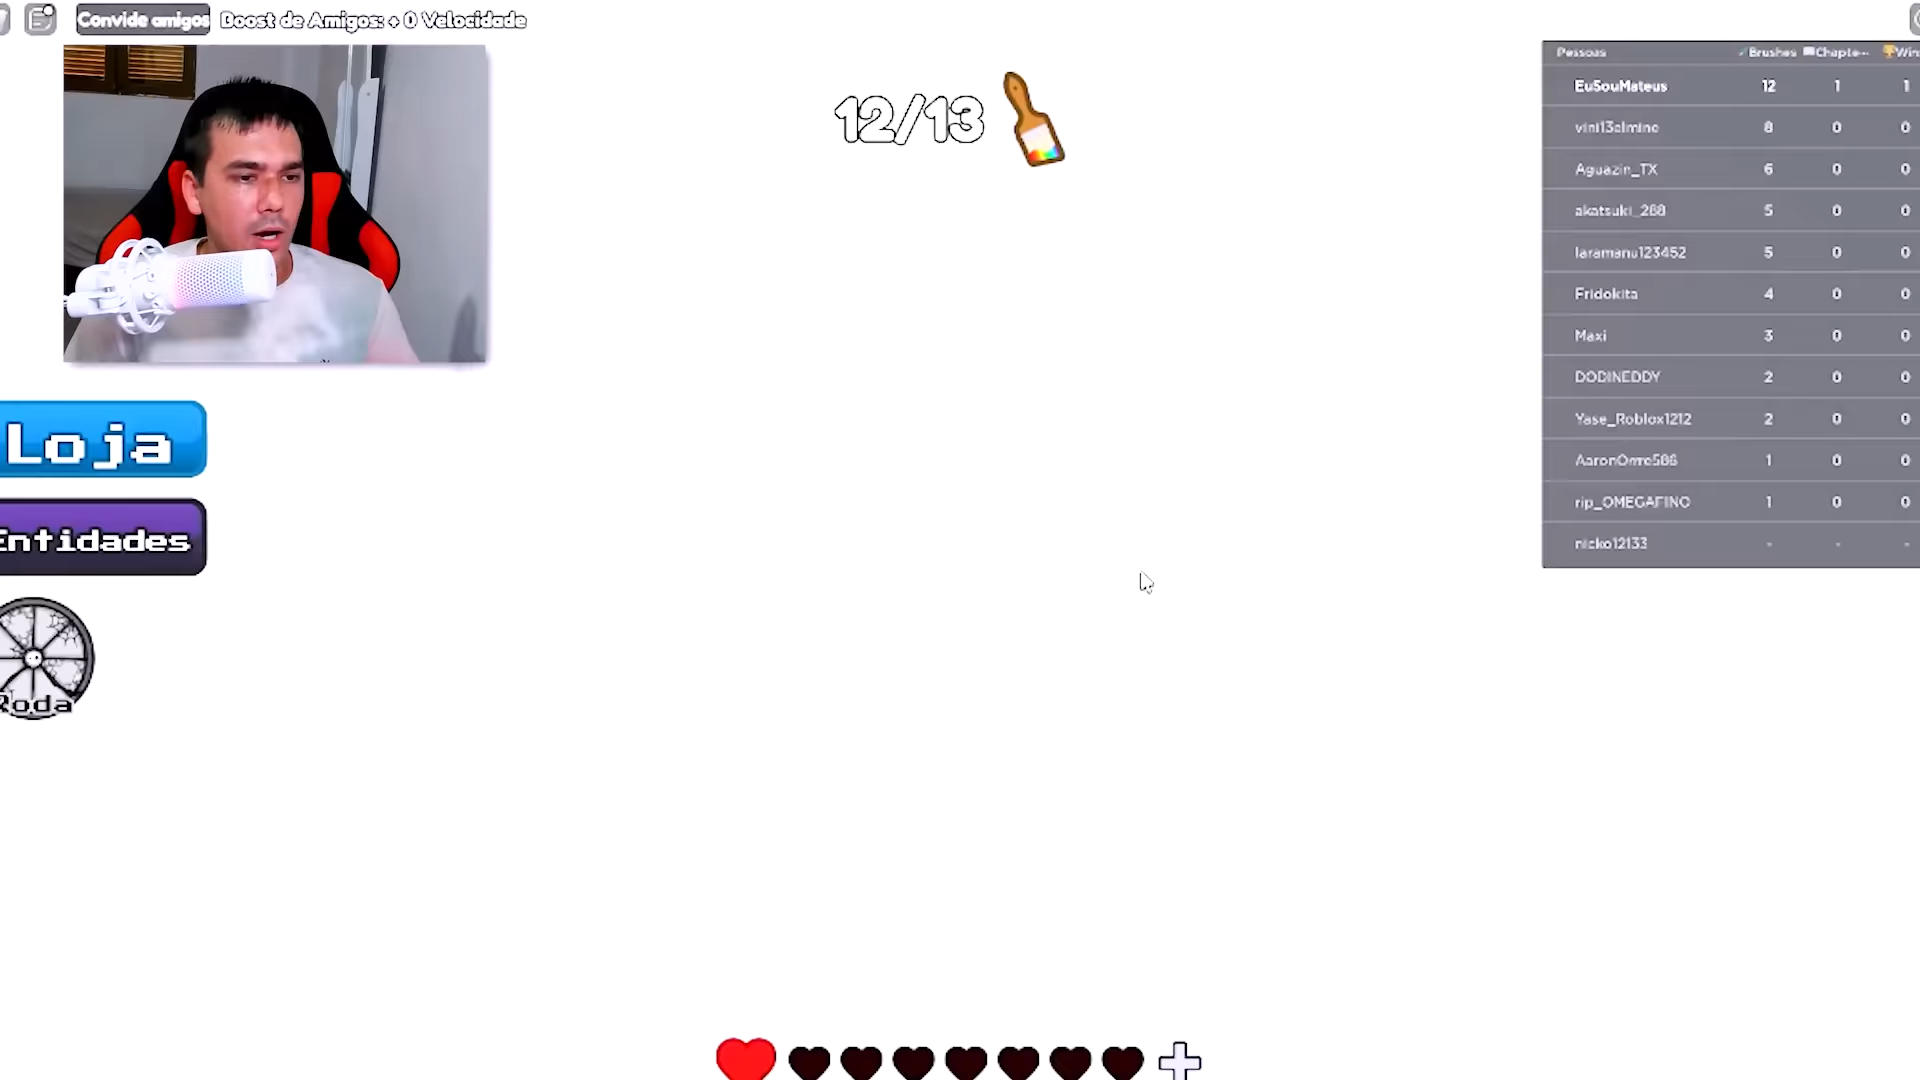 Convide amigos
Boost de Amigos: + 0 Velocidade
12/13
Loja
Entidades
Roda
Pessoas Brushes Chapte... Wins
EuSouMateus 12 1 1
vini13almino 8 0 0
Aguazin_TX 6 0 0
akatsuki_288 5 0 0
laramanu123452 5 0 0
Fridokita 4 0 0
Maxi 3 0 0
DODINEDDY 2 0 0
Yase_Roblox1212 2 0 0
1 0 0
rip_OMEGAFINO 1 0 0
nicko12133 - - -